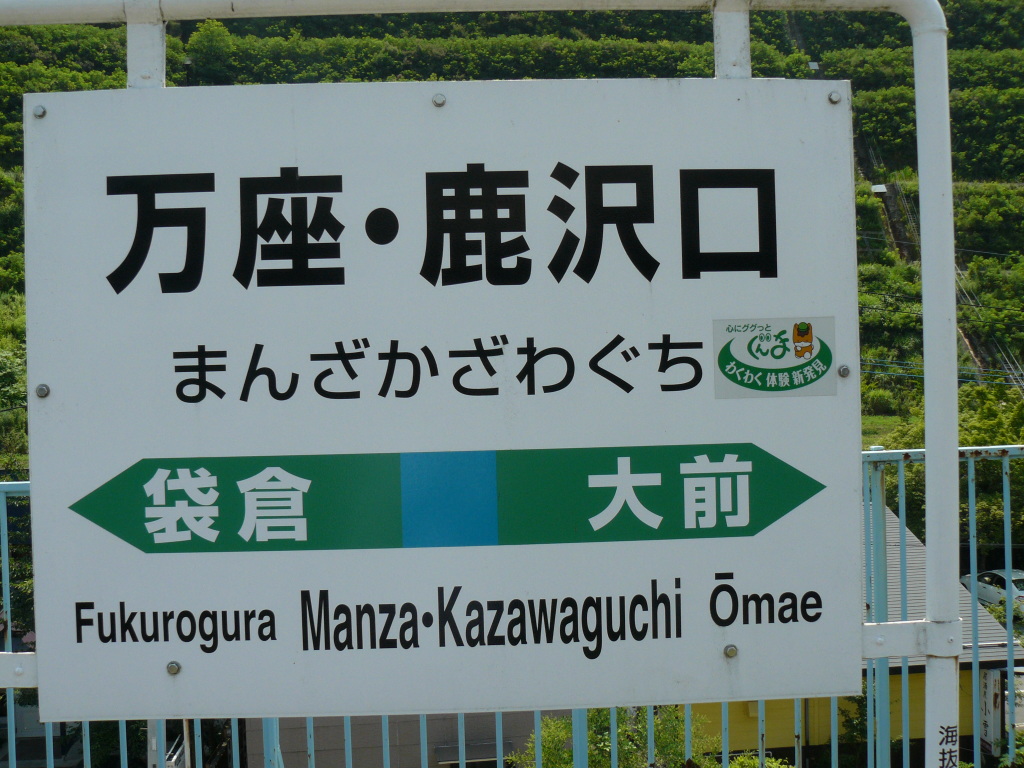 万座・鹿沢口
まんざかざわぐち
心にググっと
ぐんま
わくわく 体験 新発見
袋倉 大前
Fukurogura Manza・Kazawaguchi Ōmae
海抜